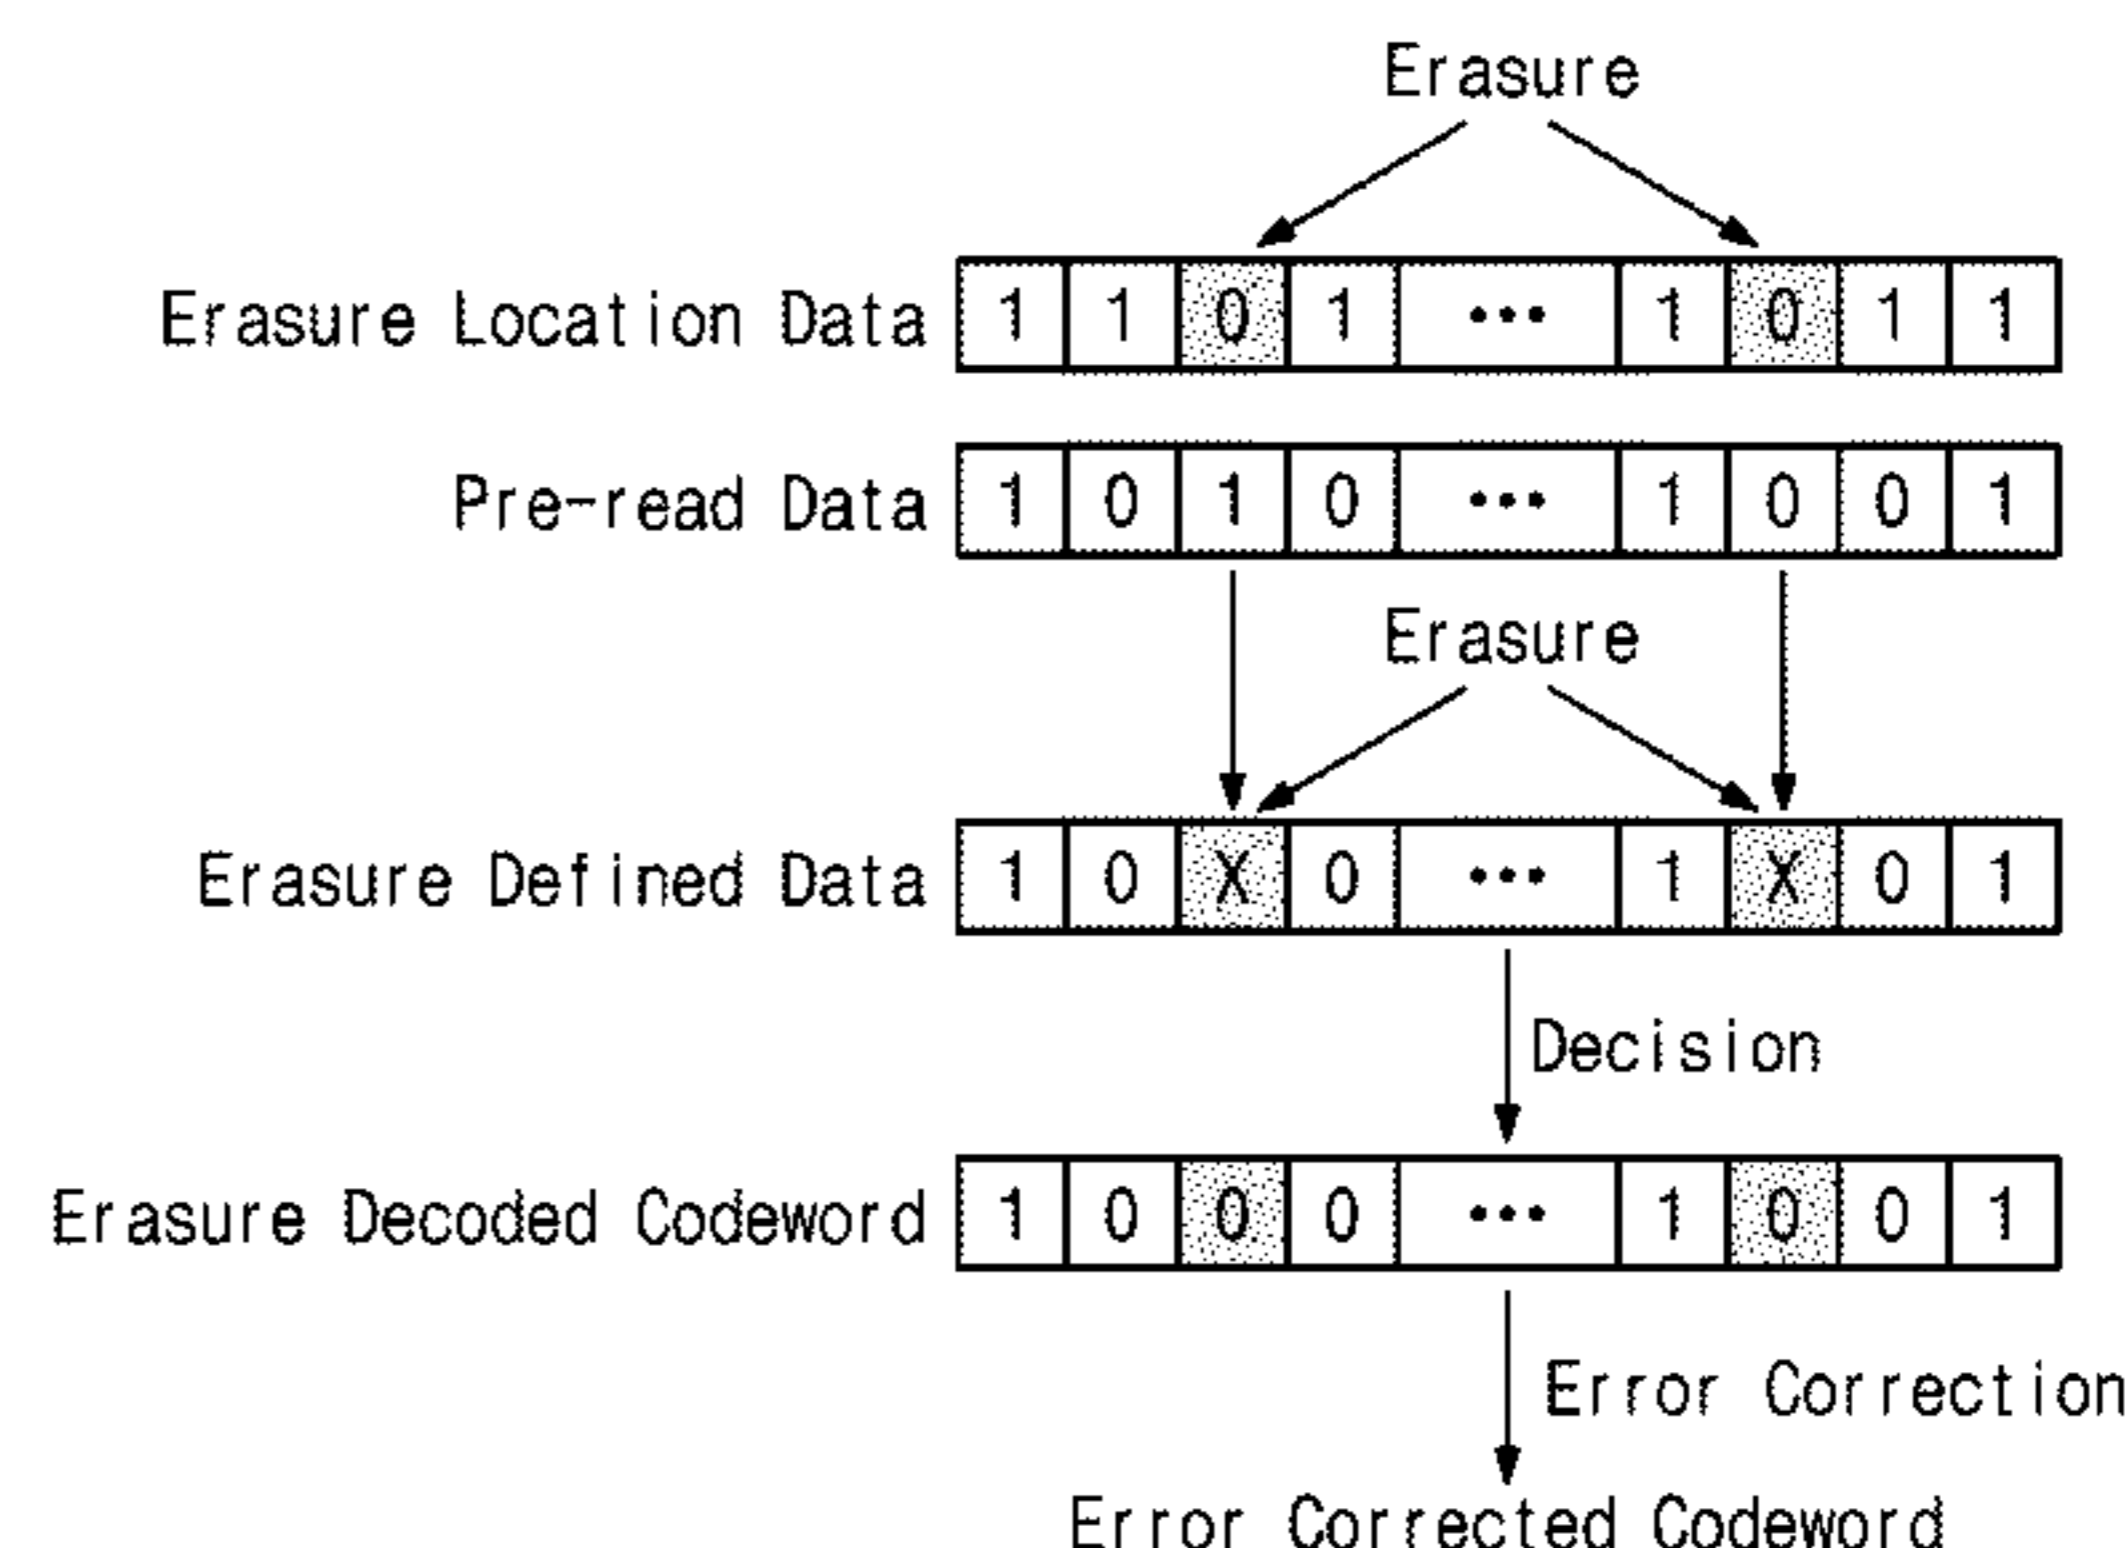 Erasure
Erasure Location Data 1 1 0 1 ••• 1 0 1 1
Pre-read Data 1 0 1 0 ••• 1 0 0 1
Erasure
Erasure Defined Data 1 0 X 0 ••• 1 X 0 1
Decision
Erasure Decoded Codeword 1 0 0 0 ••• 1 0 0 1
Error Correction
Error Corrected Codeword